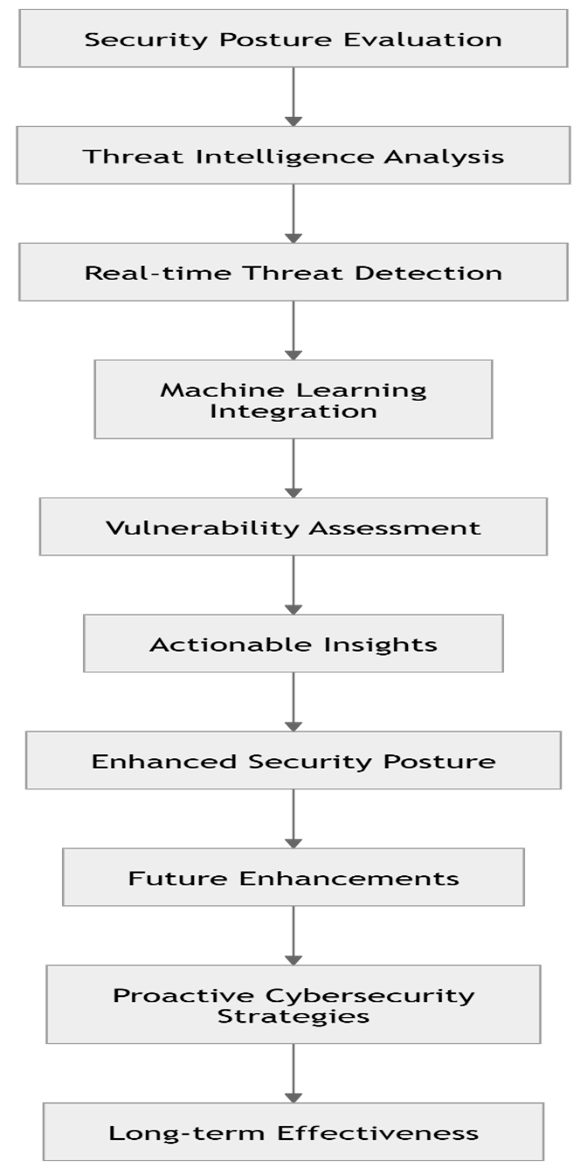 Security Posture Evaluation
Threat Intelligence Analysis
Real-time Threat Detection
Machine Learning
Integration
Vulnerability Assessment
Actionable Insights
Enhanced Security Posture
Future Enhancements
Proactive Cybersecurity
Strategies
Long-term Effectiveness